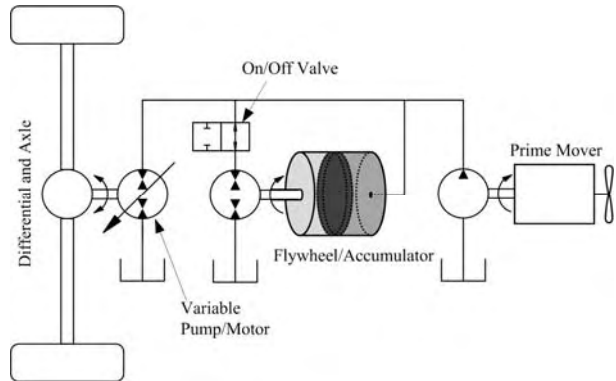 On/Off Valve
Prime Mover
Differential and Axle
Flywheel/Accumulator
Variable
Pump/Motor